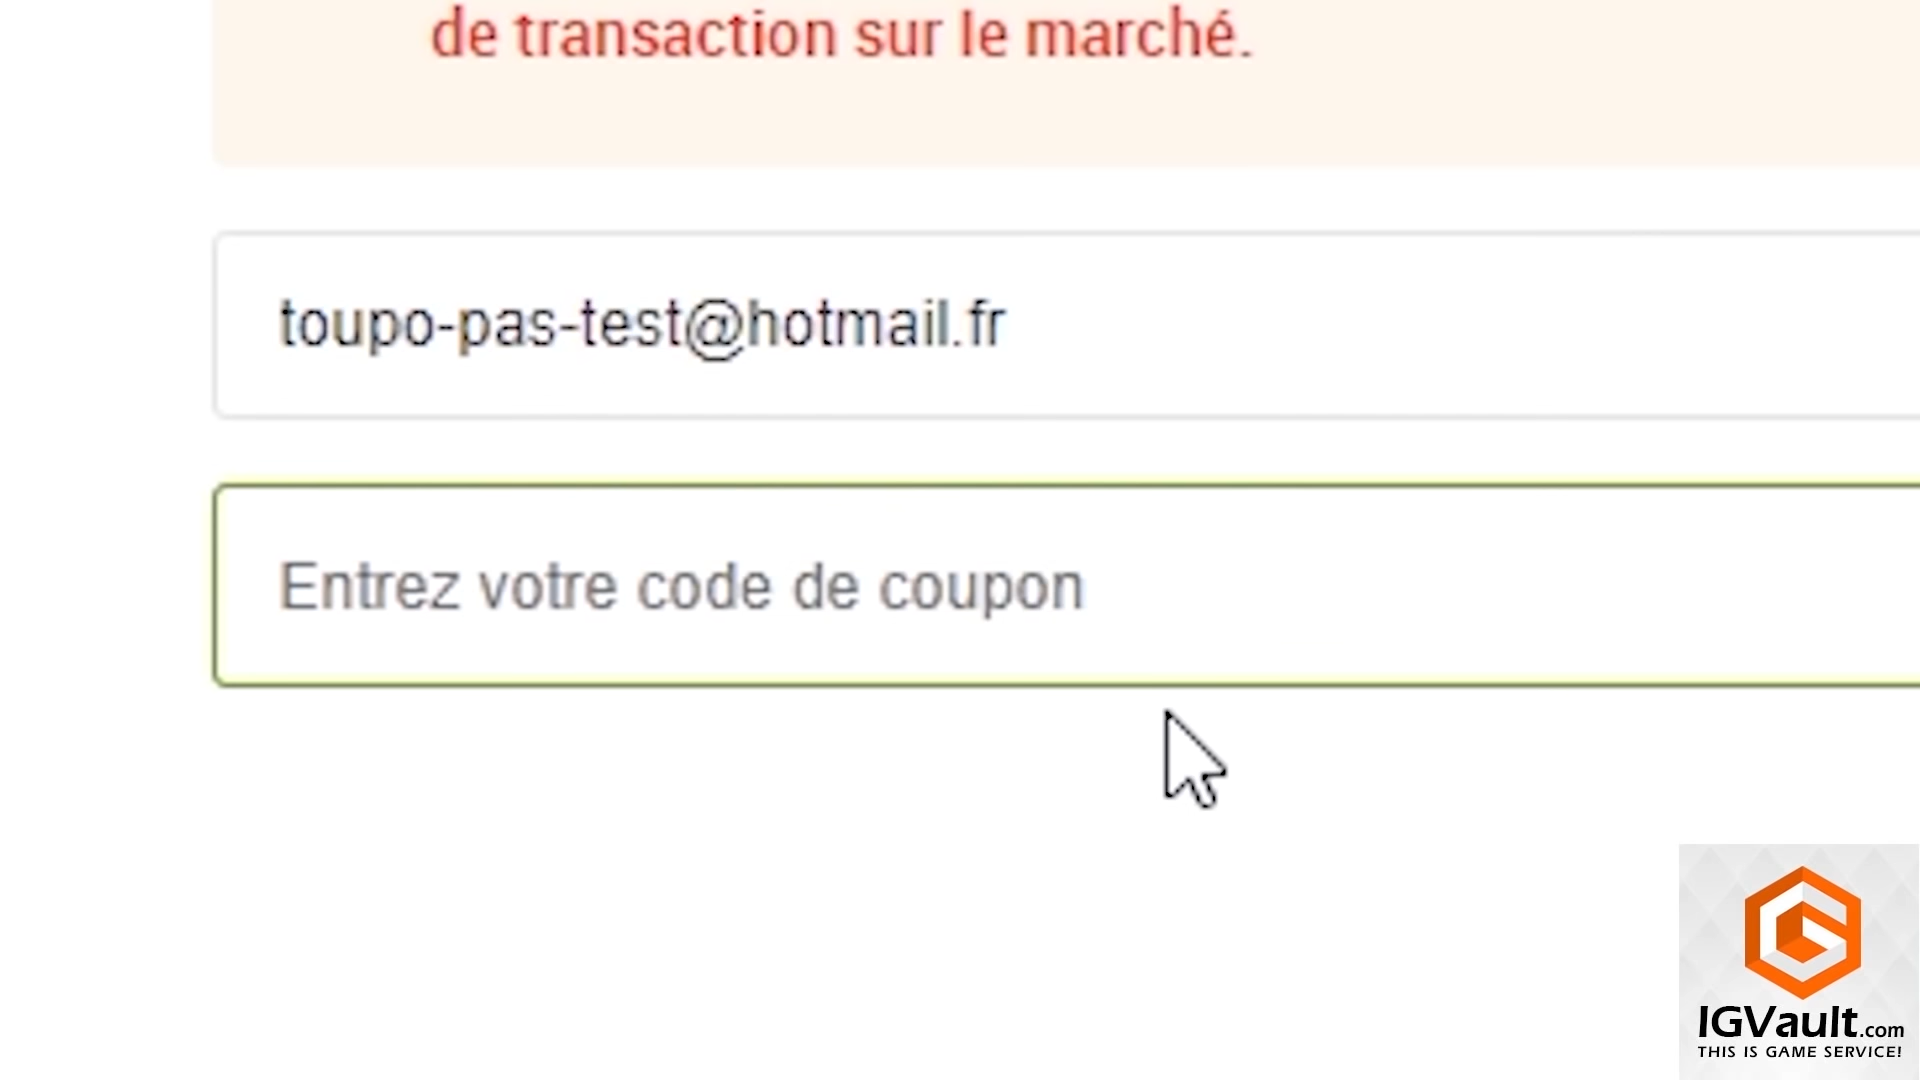 de transaction sur le marché.
toupo-pas-test@hotmail.fr
Entrez votre code de coupon
IGVault.com
THIS IS GAME SERVICE!